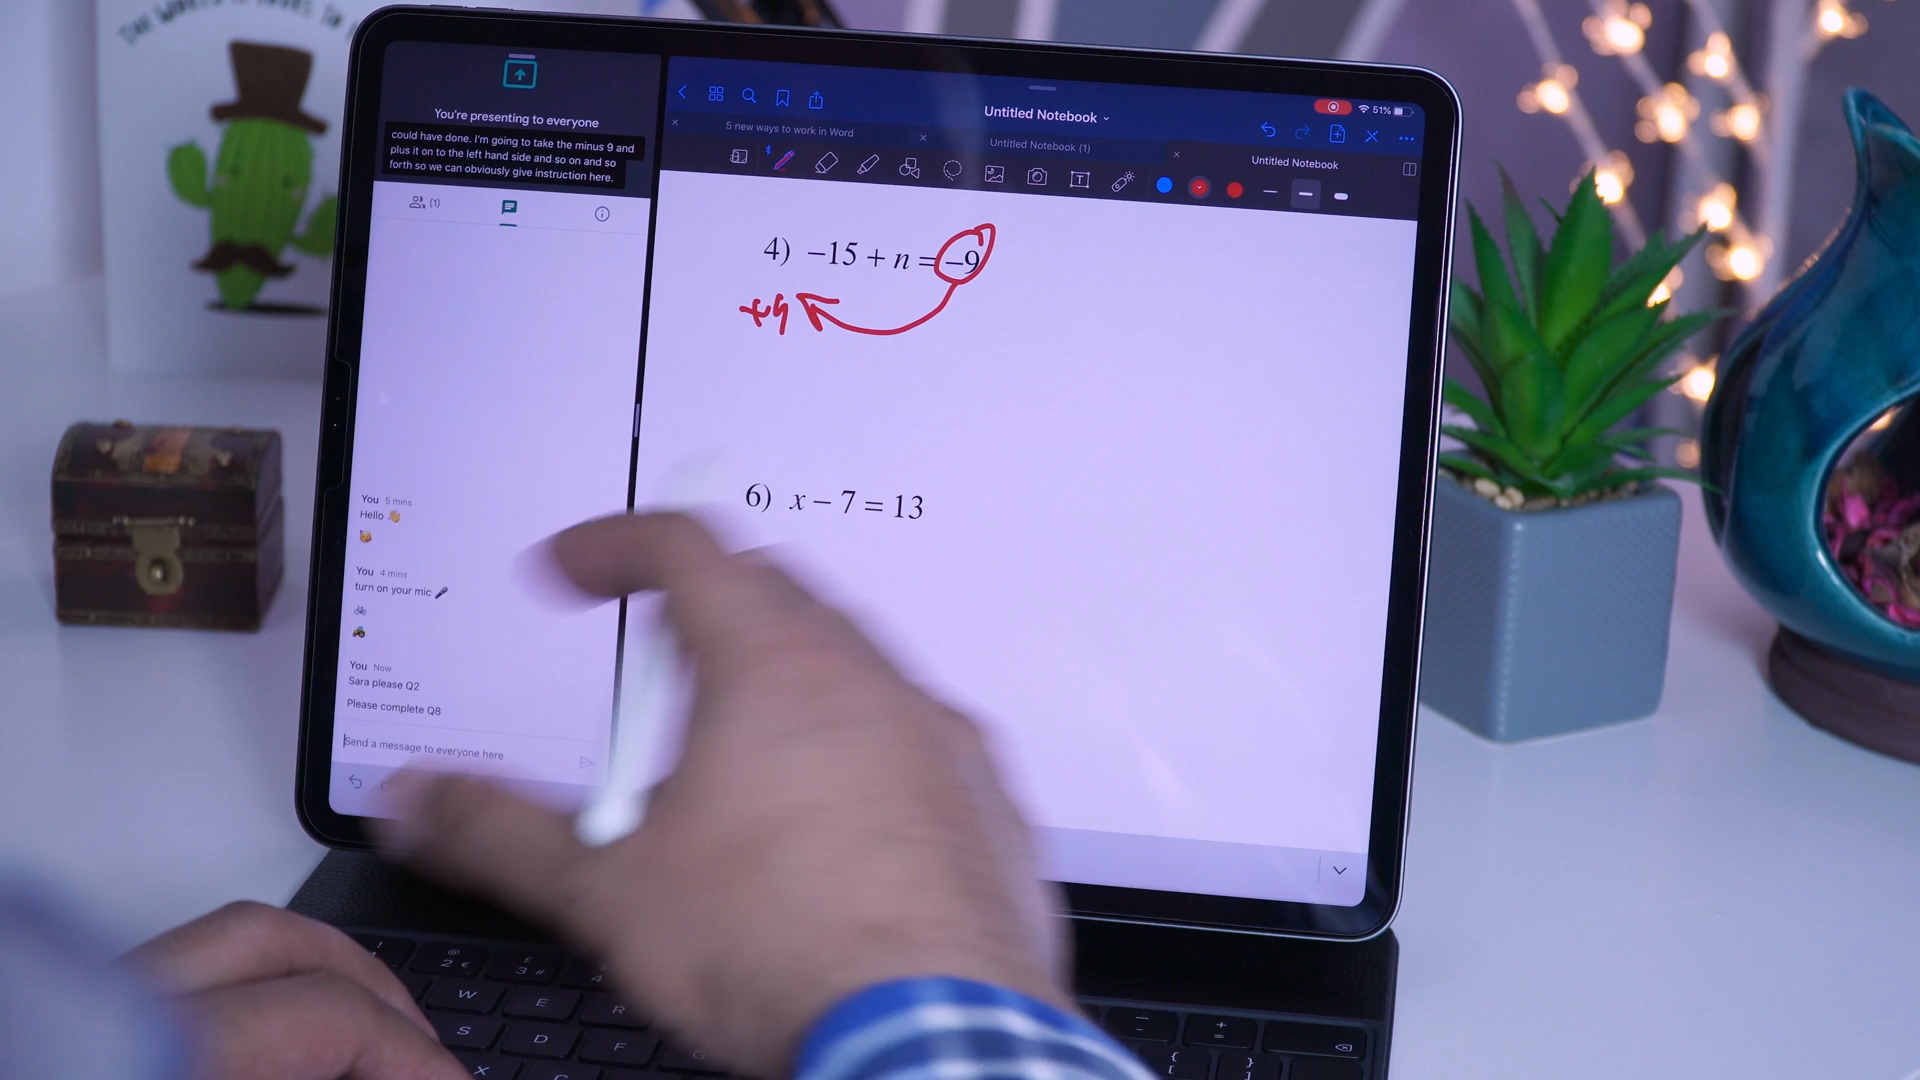 You're presenting to everyone
could have done. I'm going to take the minus 9 and
plus it on to the left hand side and so on and so
forth so we can obviously give instruction here.
(1)
You 5 mins
Hello 👋
You 4 mins
turn on your mic 🎤
You Now
Sara please Q2
Please complete Q8
Send a message to everyone here
Untitled Notebook
51%
5 new ways to work in Word
Untitled Notebook (1)
Untitled Notebook
4) −15 + n = −9
+9
6) x − 7 = 13
! 2 € £ 3 # 4
W E R
S D F G
X C
− + =
{ [ } ]